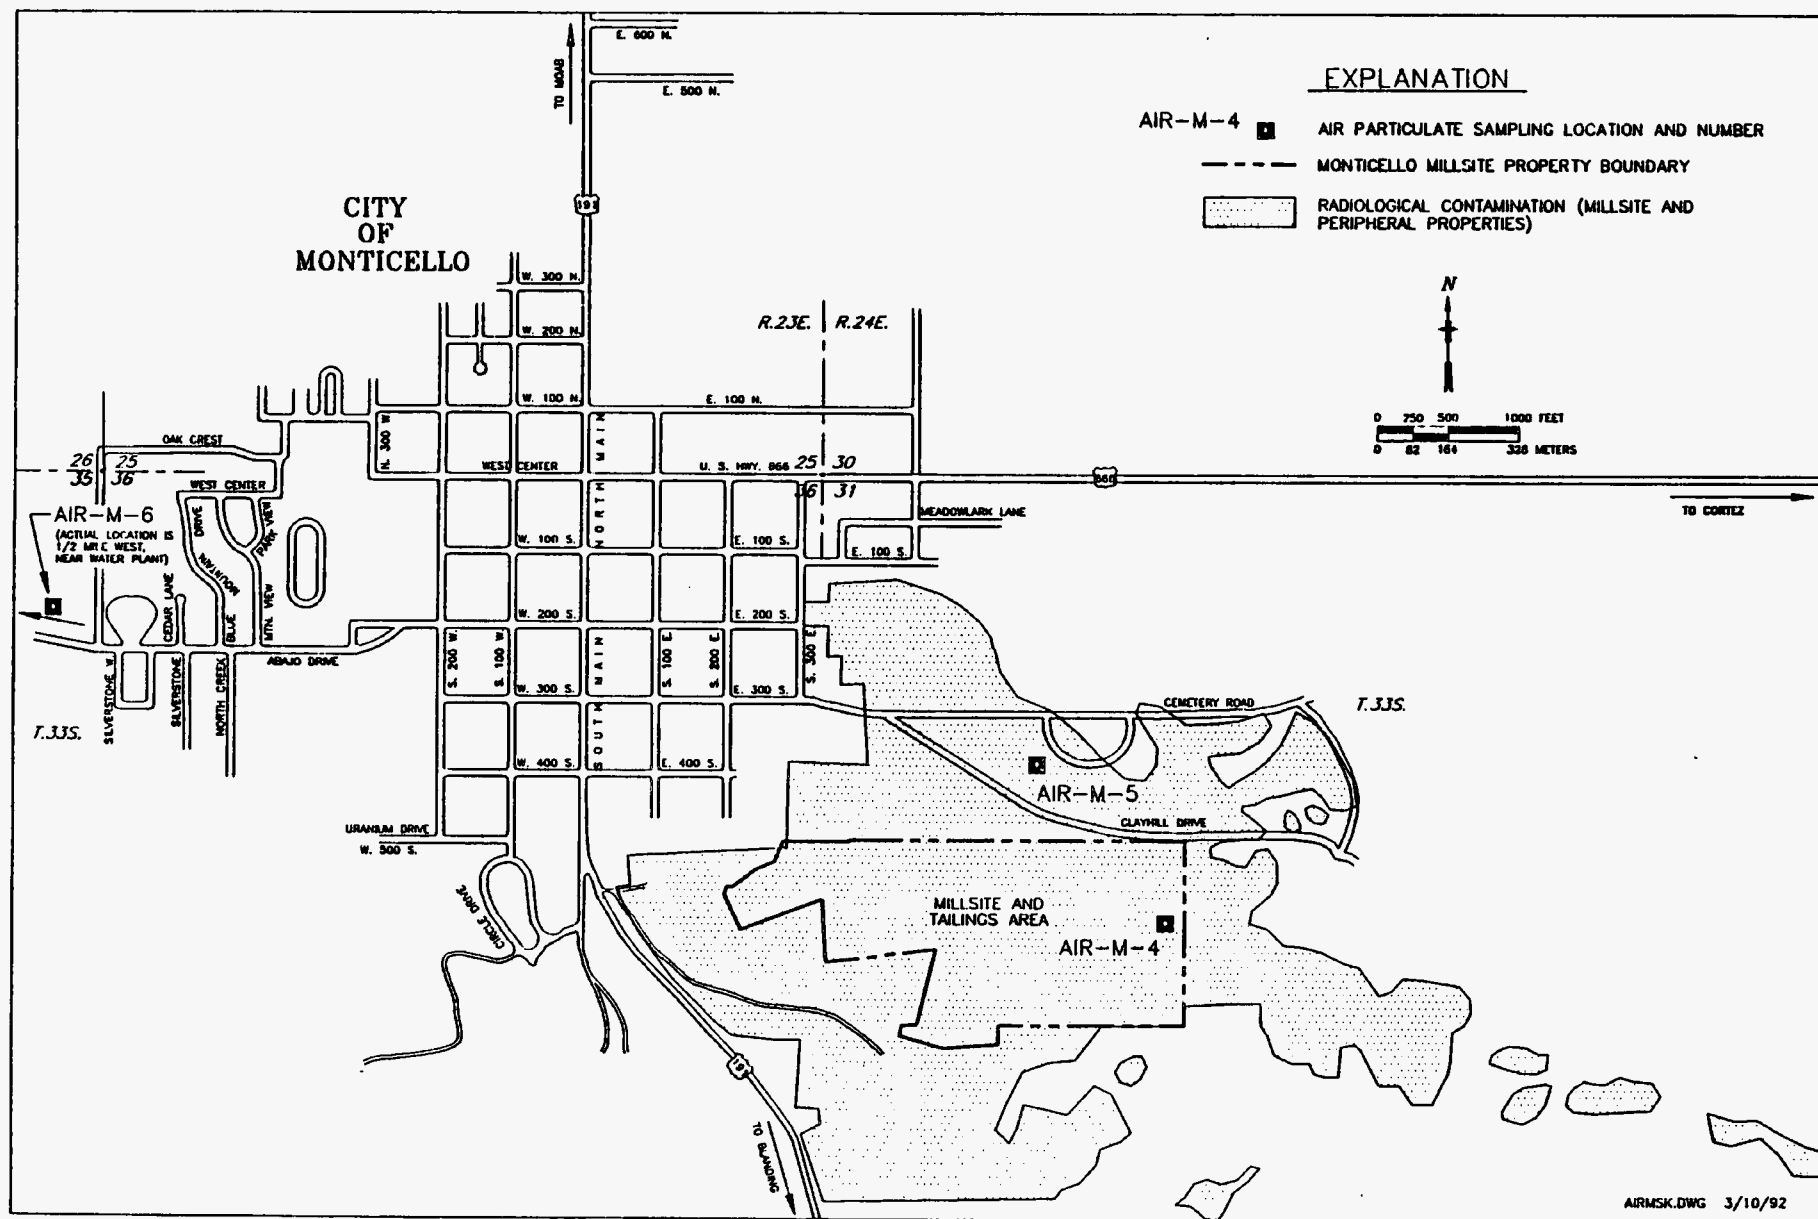 E. 600 N.
TO MOAB
E. 500 N.
EXPLANATION
AIR-M-4
AIR PARTICULATE SAMPLING LOCATION AND NUMBER
MONTICELLO MILLSITE PROPERTY BOUNDARY
RADIOLOGICAL CONTAMINATION (MILLSITE AND
PERIPHERAL PROPERTIES)
191
CITY
OF
MONTICELLO
W. 300 N.
N
W. 200 N.
R.23E.
R.24E.
W. 100 N.
E. 100 N.
0 250 500 1000 FEET
0 82 164 328 METERS
N. 300 W.
NORTH MAIN
OAK CREST
26 25
35 36
WEST CENTER
U. S. HWY. 666
25 30
36 31
666
TO CORTEZ
WEST CENTER
AIR-M-6
(ACTUAL LOCATION IS
1/2 MILE WEST,
NEAR WATER PLANT)
DRIVE
MOUNTAIN
BLUE
PARK VIEW
MTN. VIEW
CEDAR LANE
MEADOWLARK LANE
W. 100 S.
E. 100 S.
E. 100 S.
W. 200 S.
E. 200 S.
ABAJO DRIVE
S. 200 W.
S. 100 W.
SOUTH MAIN
S. 100 E.
S. 200 E.
S. 300 E.
W. 300 S.
E. 300 S.
SILVERSTONE W.
SILVERSTONE
NORTH CREEK
T.33S.
CEMETERY ROAD
T.33S.
W. 400 S.
E. 400 S.
AIR-M-5
CLAYHILL DRIVE
URANIUM DRIVE
W. 500 S.
CIRCLE DRIVE
MILLSITE AND
TAILINGS AREA
AIR-M-4
191
TO BLANDING
AIRMSK.DWG 3/10/92